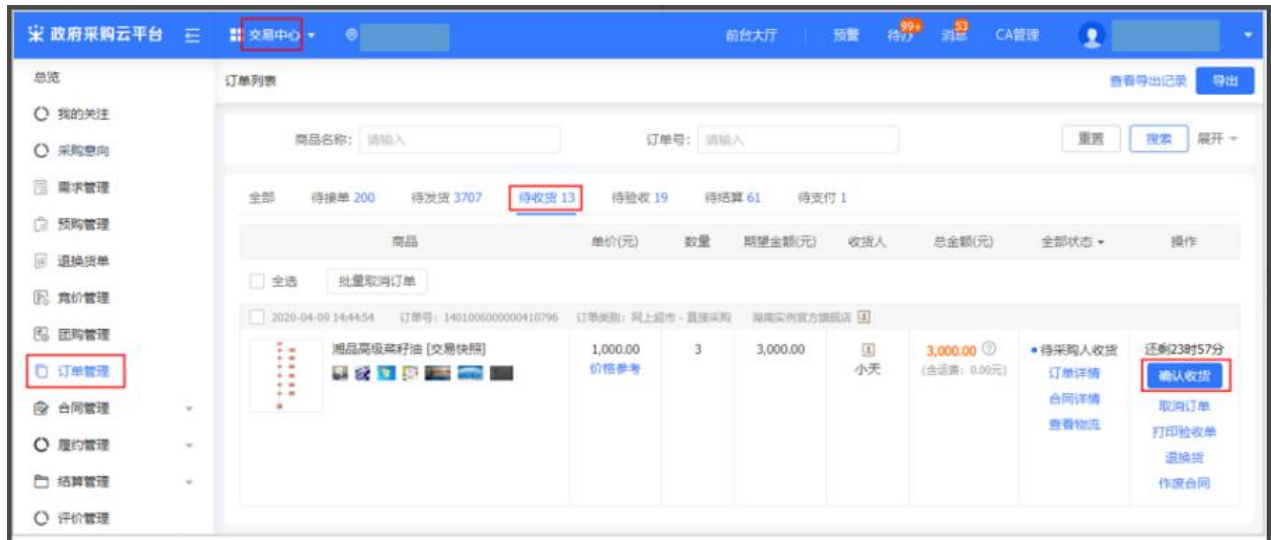 政府采购云平台 交易中心 前台大厅 预警 待办 99+ 消息 53 CA管理
总览
我的关注
采购意向
需求管理
预购管理
退换货单
竞价管理
团购管理
订单管理
合同管理
履约管理
结算管理
评价管理
订单列表 查看导出记录 导出
商品名称: 请输入 订单号: 请输入 重置 搜索 展开
全部 待接单 200 待发货 3707 待收货 13 待验收 19 待结算 61 待支付 1
商品 单价(元) 数量 期望金额(元) 收货人 总金额(元) 全部状态 操作
全选 批量取消订单
2020-04-09 14:44:54 订单号: 1401006000000410796 订单类别: 网上超市 - 直接采购 湖南实例官方旗舰店
湘品高级菜籽油 [交易快照] 1,000.00 3 3,000.00 3,000.00 待采购人收货 还剩23时57分
价格参考 小天 (含运费: 0.00元) 订单详情 确认收货
合同详情 取消订单
查看物流 打印验收单
退换货
作废合同